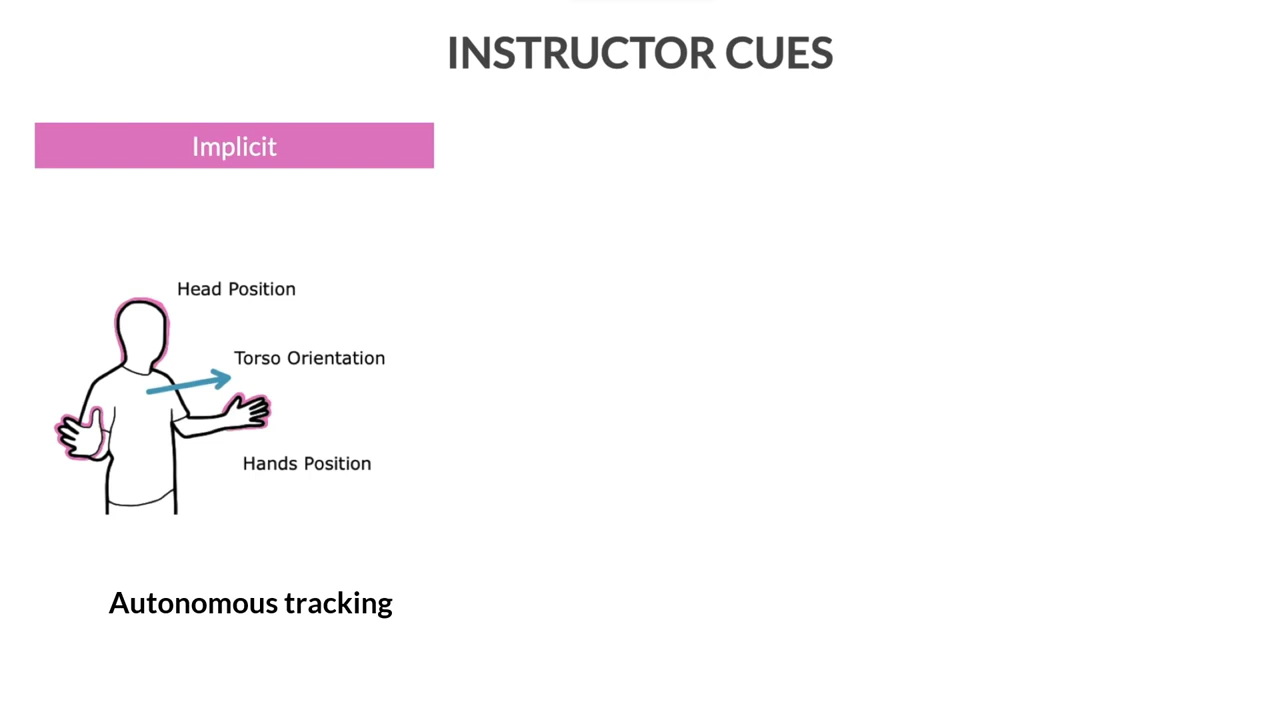 INSTRUCTOR CUES
Implicit
Head Position
Torso Orientation
Hands Position
Autonomous tracking